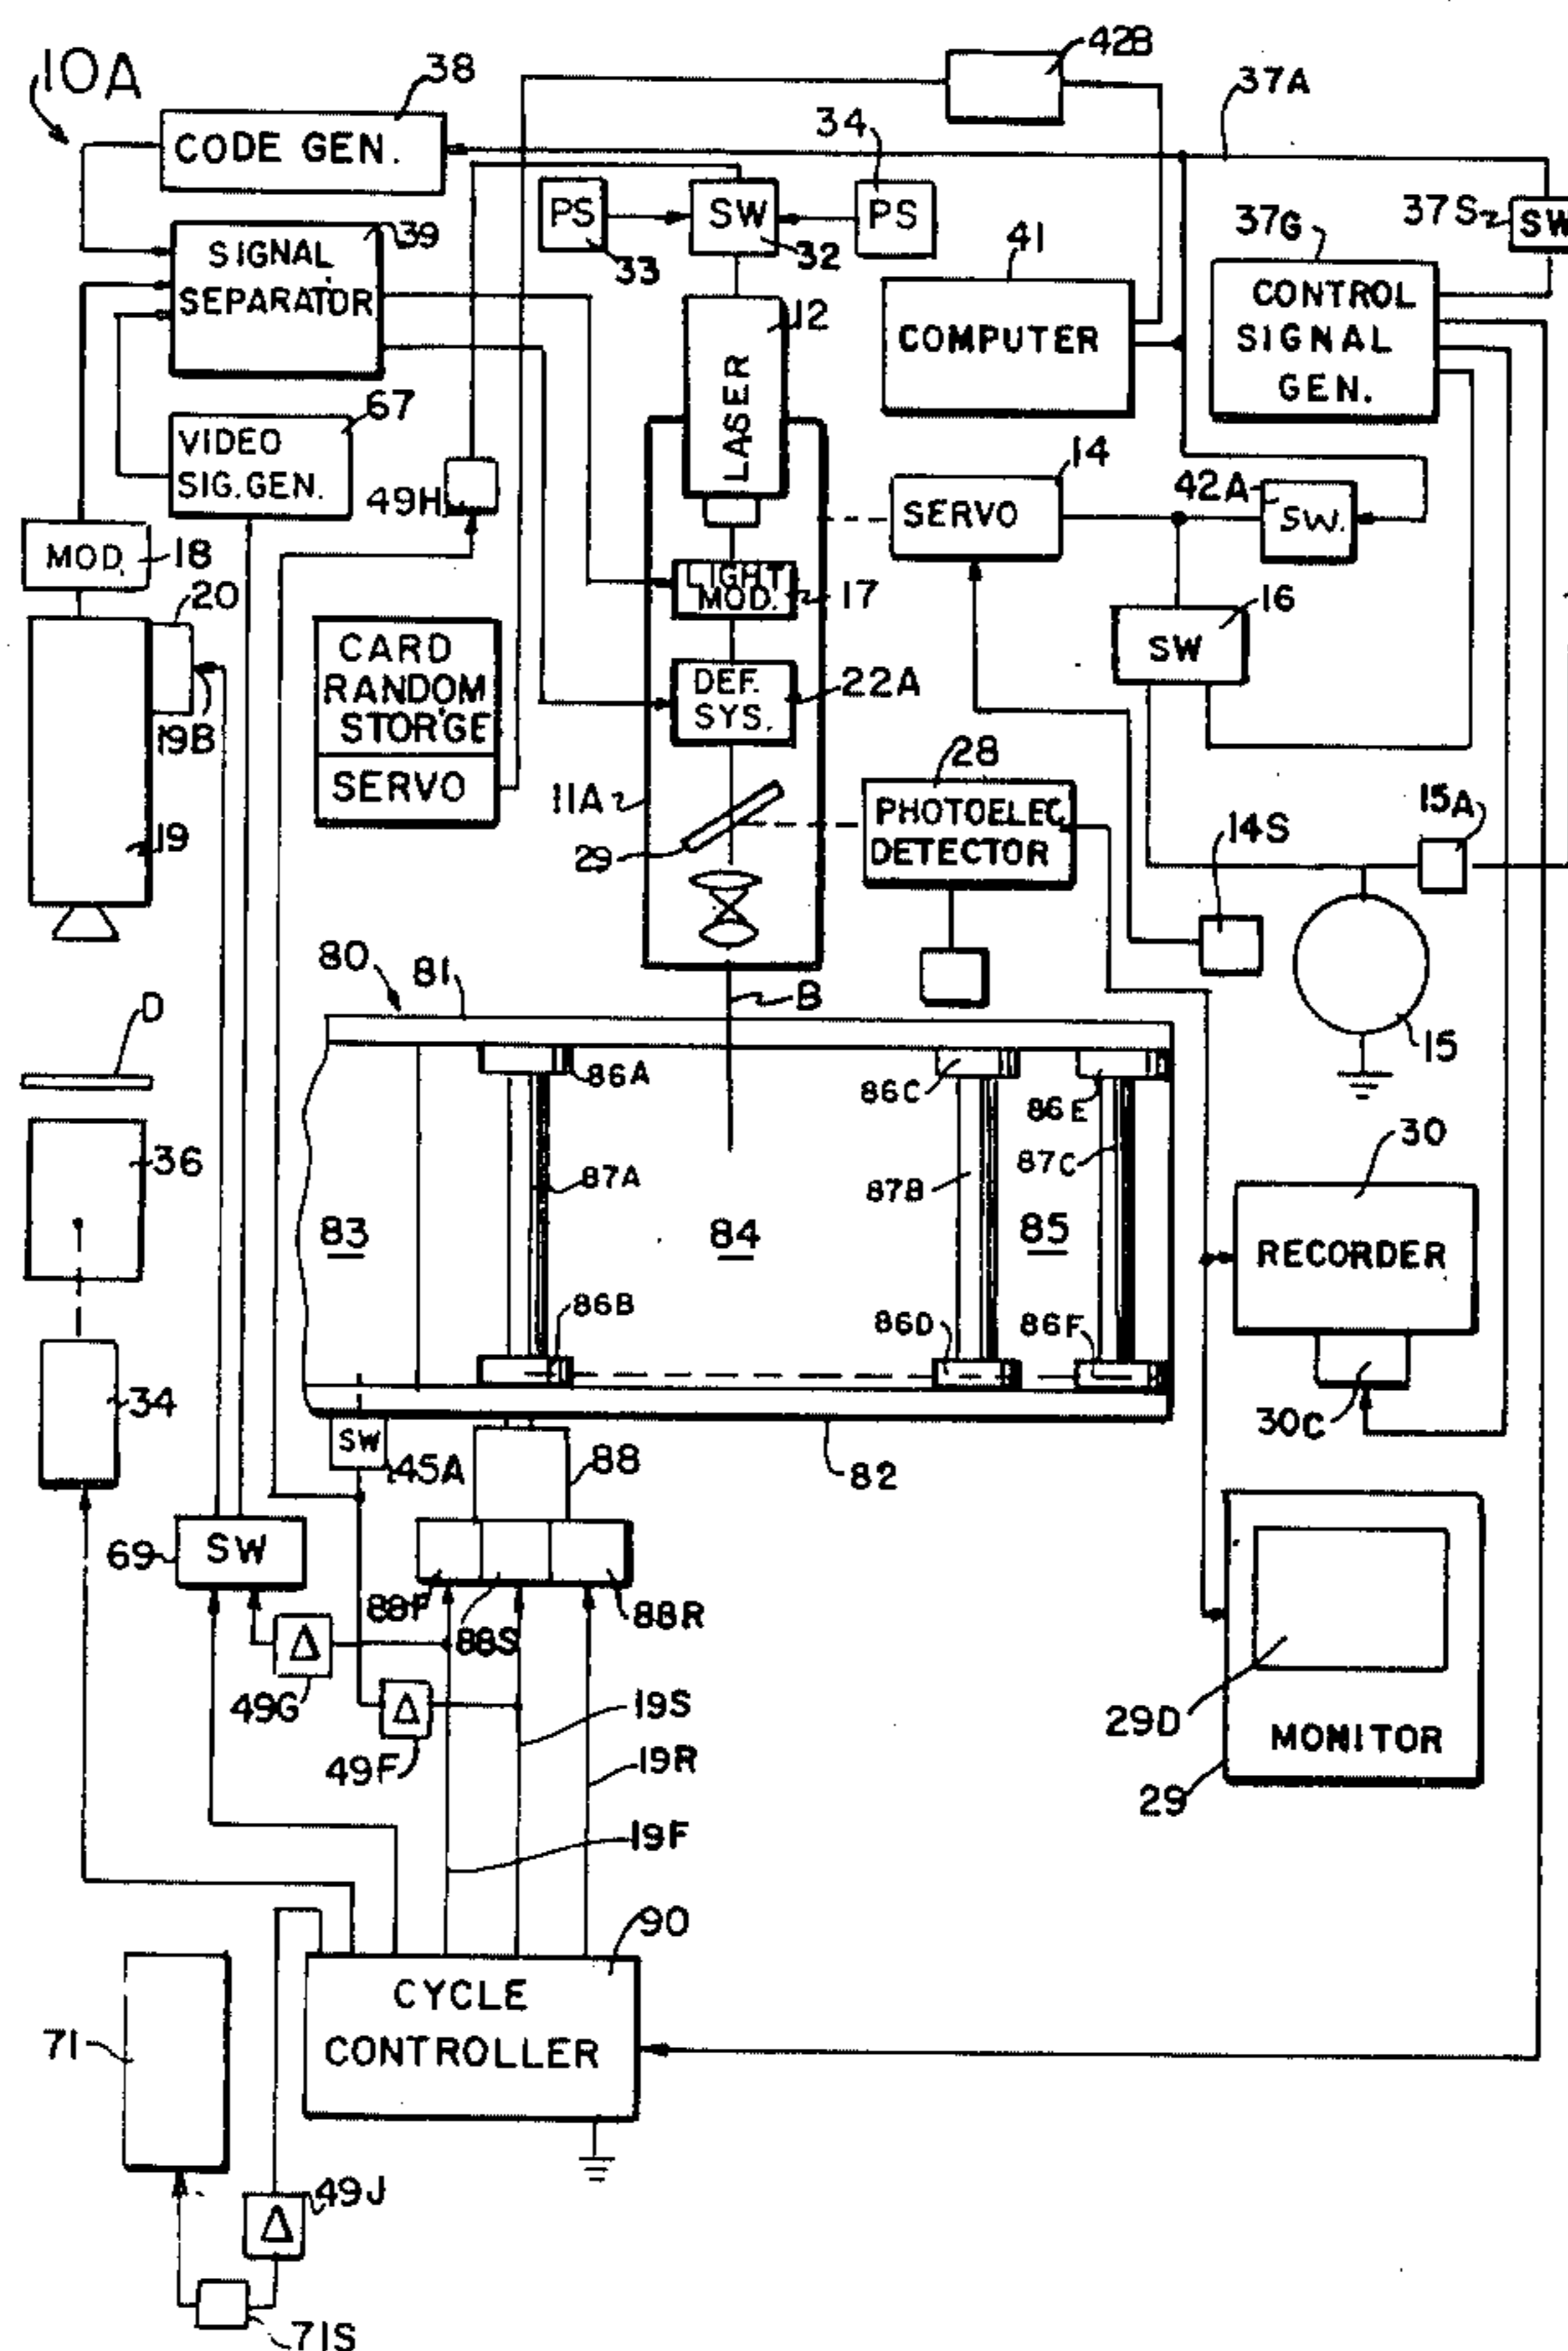 10A
38
CODE GEN.
42B
37A
34
PS
SW
PS
33
32
37S
SW
39
SIGNAL
SEPARATOR
41
COMPUTER
37G
CONTROL
SIGNAL
GEN.
12
LASER
67
VIDEO
SIG. GEN.
49H
14
SERVO
42A
SW.
MOD.
18
20
LIGHT
MOD.
17
16
SW
CARD
RANDOM
STOR'GE
SERVO
DEF.
SYS.
22A
19B
19
11A
29
28
PHOTOELEC
DETECTOR
15A
14S
15
80
81
B
D
86A
86C
86E
36
87A
87B
87C
83
84
85
30
RECORDER
86B
86D
86F
34
30C
SW
45A
88
82
69
SW
88F
88S
88R
Δ
49G
Δ
49F
19S
19R
29D
MONITOR
29
19F
90
CYCLE
CONTROLLER
71
49J
Δ
71S